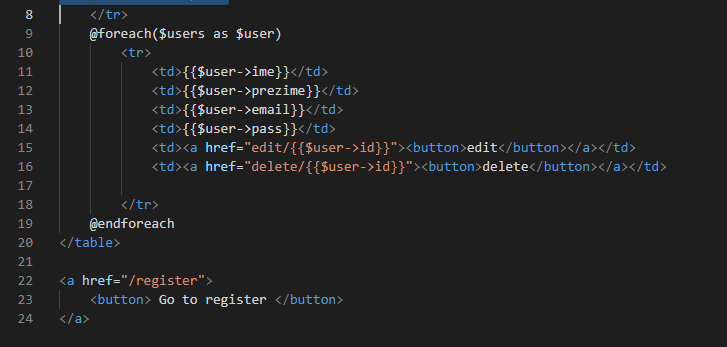 8 </tr>
9 @foreach($users as $user)
10 <tr>
11 <td>{{$user->ime}}</td>
12 <td>{{$user->prezime}}</td>
13 <td>{{$user->email}}</td>
14 <td>{{$user->pass}}</td>
15 <td><a href="edit/{{$user->id}}"><button>edit</button></a></td>
16 <td><a href="delete/{{$user->id}}"><button>delete</button></a></td>
17
18 </tr>
19 @endforeach
20 </table>
21
22 <a href="/register">
23 <button> Go to register </button>
24 </a>